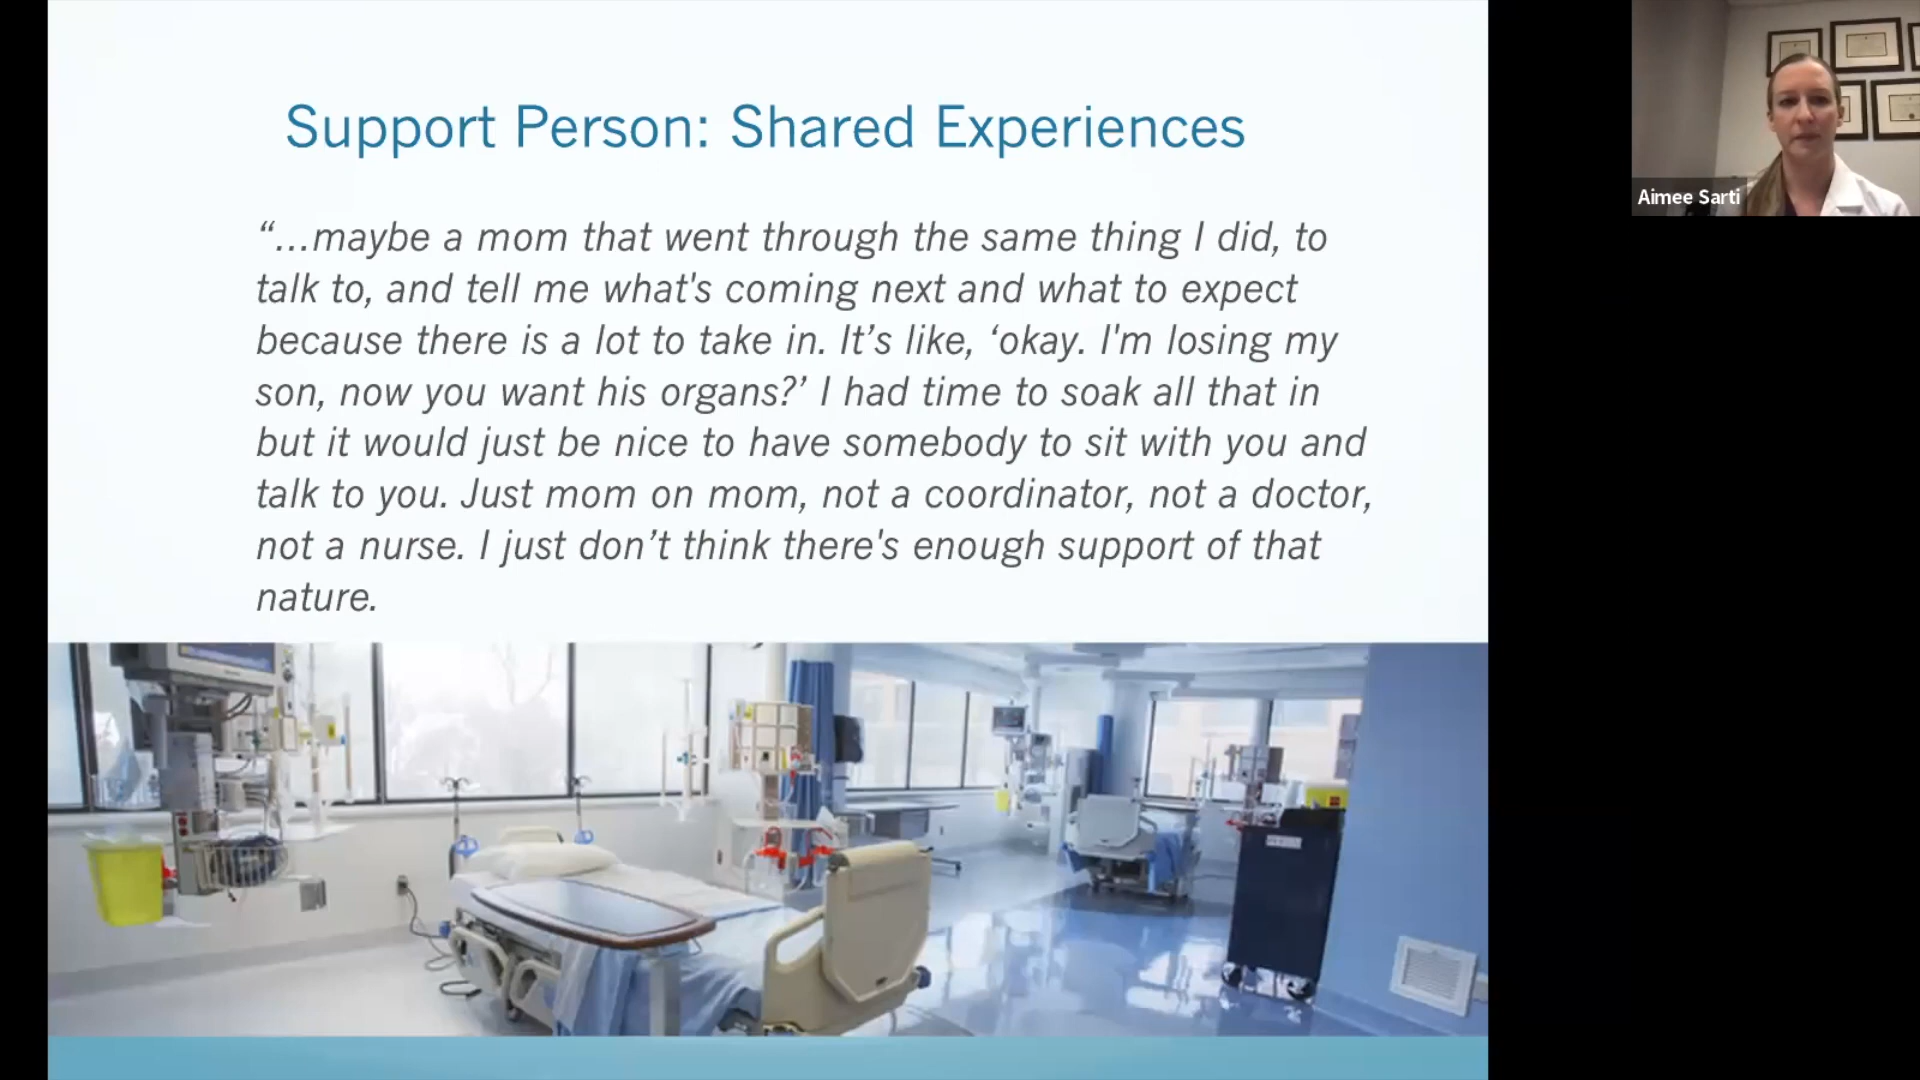 Support Person: Shared Experiences
“...maybe a mom that went through the same thing I did, to
talk to, and tell me what's coming next and what to expect
because there is a lot to take in. It’s like, ‘okay. I'm losing my
son, now you want his organs?’ I had time to soak all that in
but it would just be nice to have somebody to sit with you and
talk to you. Just mom on mom, not a coordinator, not a doctor,
not a nurse. I just don’t think there's enough support of that
nature.
Aimee Sarti